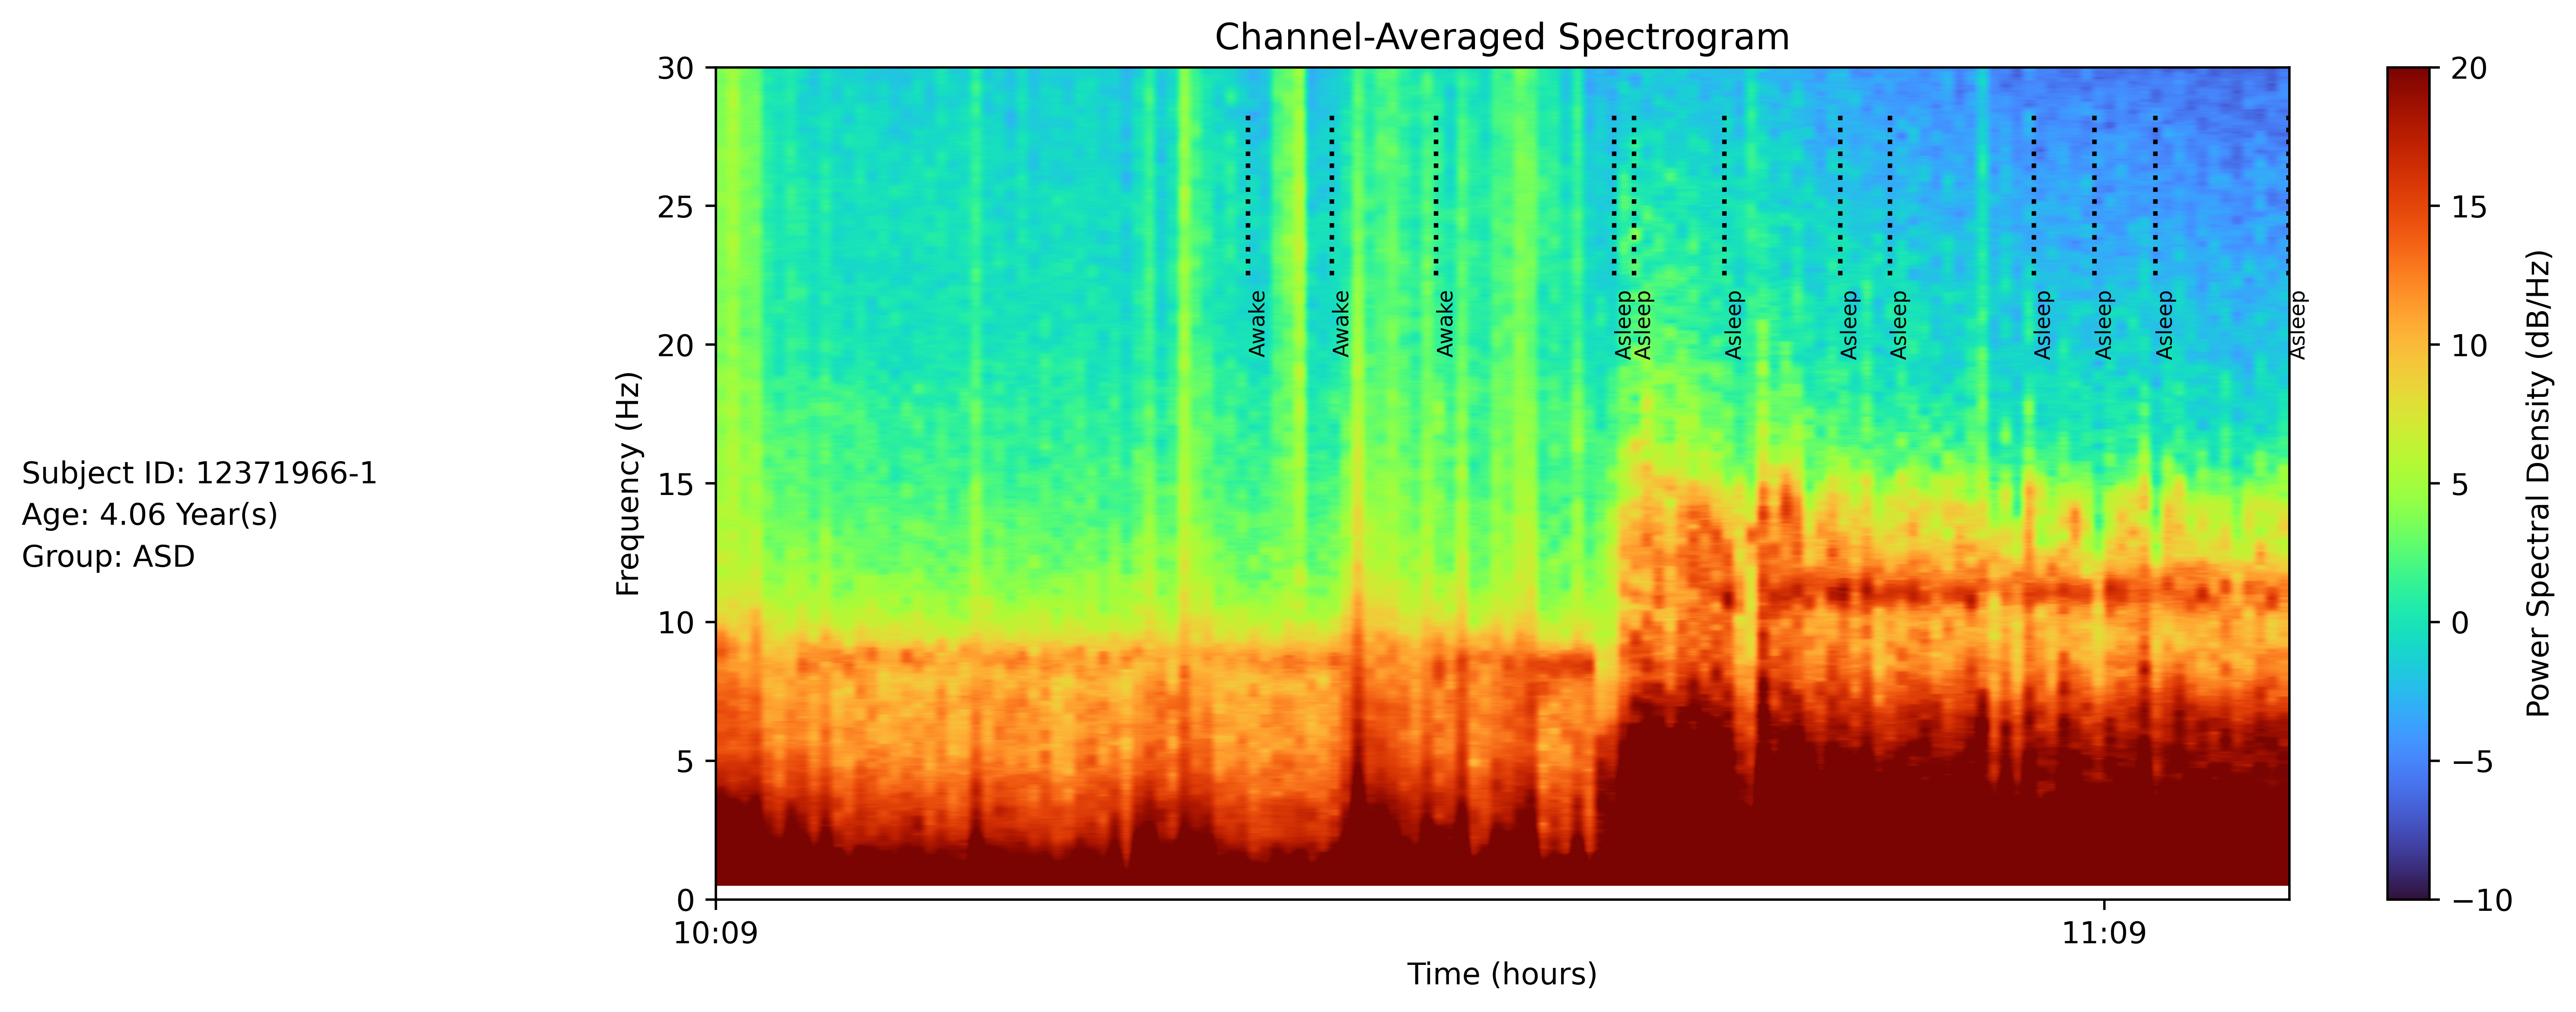 Channel-Averaged Spectrogram
Subject ID: 12371966-1
Age: 4.06 Year(s)
Group: ASD
Frequency (Hz)
30
25
20
15
10
5
0
Awake
Awake
Awake
Asleep
Asleep
Asleep
Asleep
Asleep
Asleep
Asleep
Asleep
Asleep
10:09
11:09
Time (hours)
20
15
10
5
0
−5
−10
Power Spectral Density (dB/Hz)